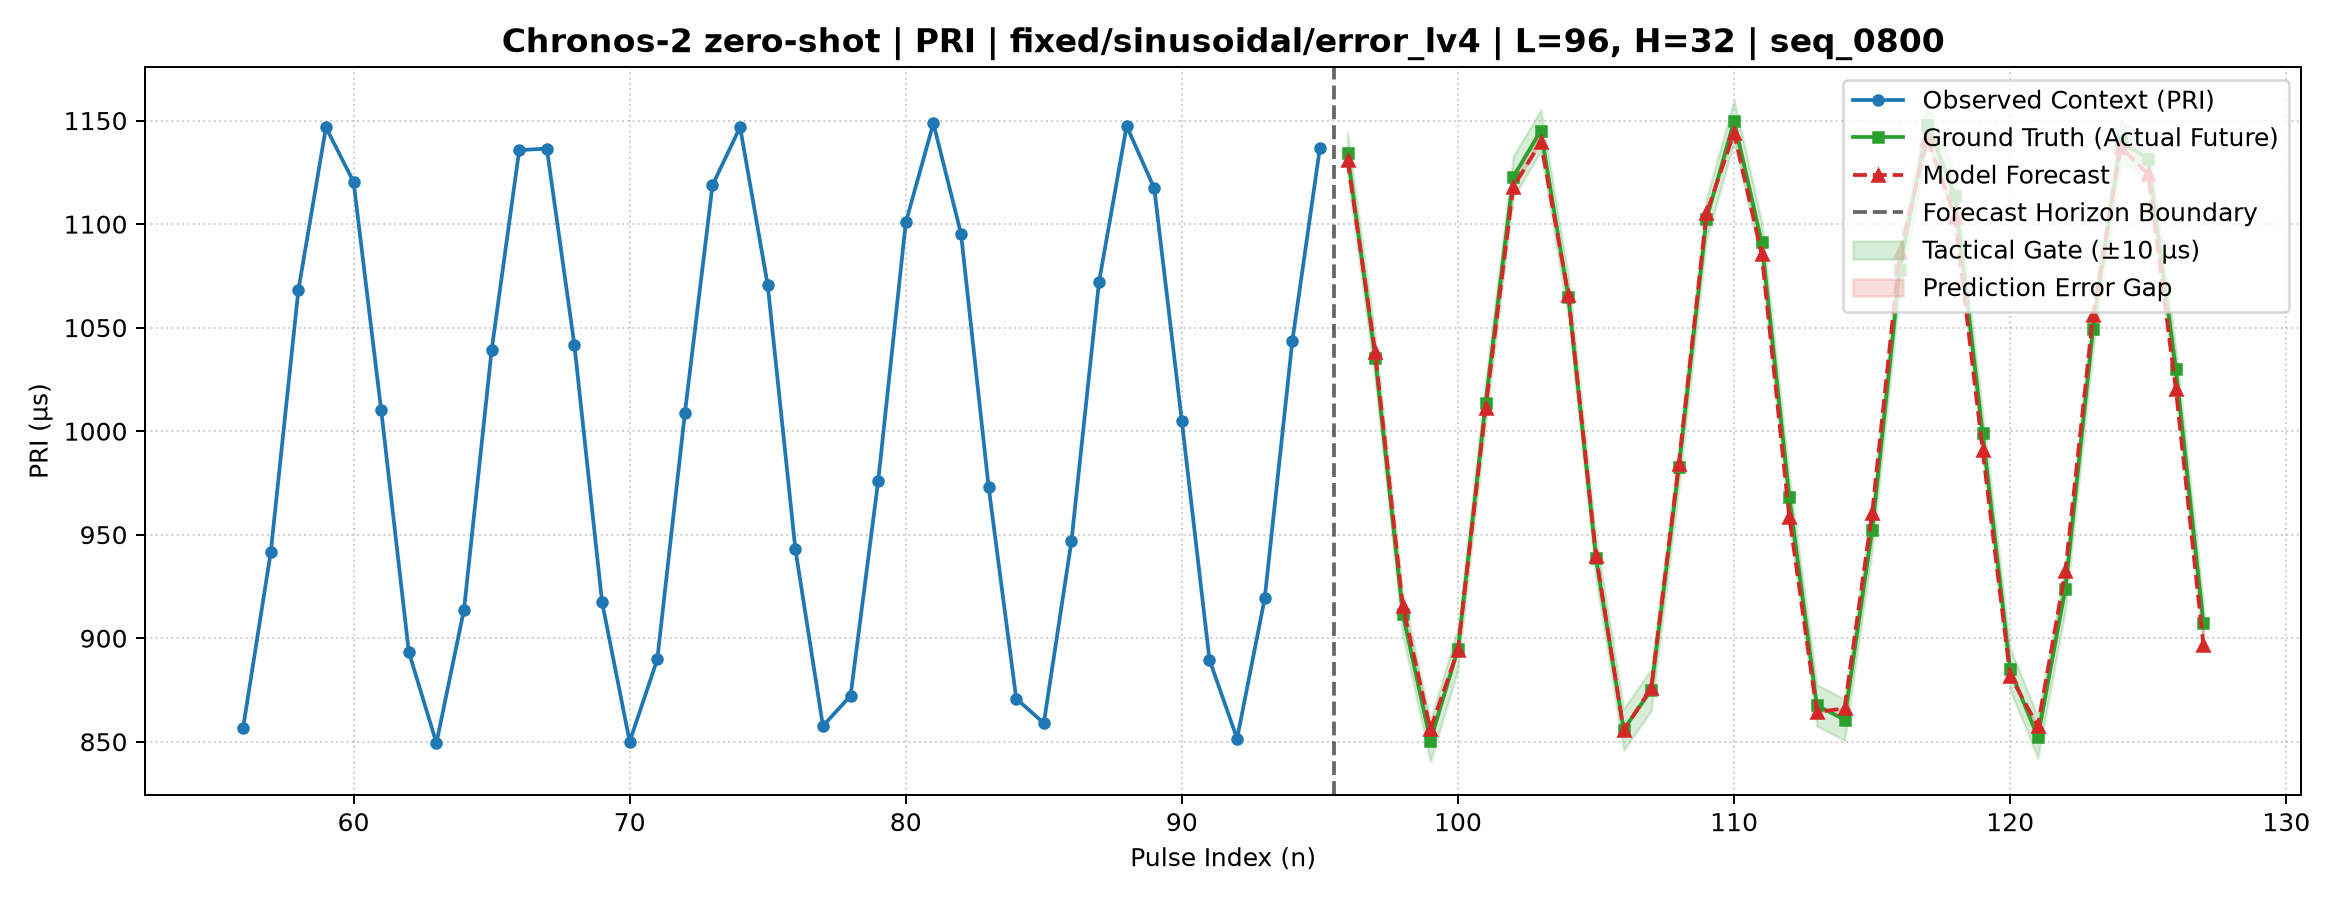 Chronos-2 zero-shot | PRI | fixed/sinusoidal/error_lv4 | L=96, H=32 | seq_0800
PRI (µs)
1150
1100
1050
1000
950
900
850
Observed Context (PRI)
Ground Truth (Actual Future)
Model Forecast
Forecast Horizon Boundary
Tactical Gate (±10 µs)
Prediction Error Gap
60
70
80
90
100
110
120
130
Pulse Index (n)